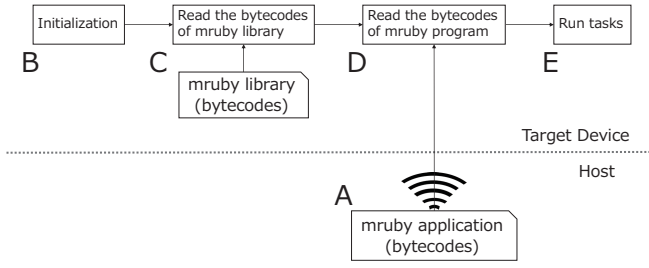 Initialization
Read the bytecodes
of mruby library
Read the bytecodes
of mruby program
Run tasks
B
C
D
E
mruby library
(bytecodes)
Target Device
Host
A
mruby application
(bytecodes)